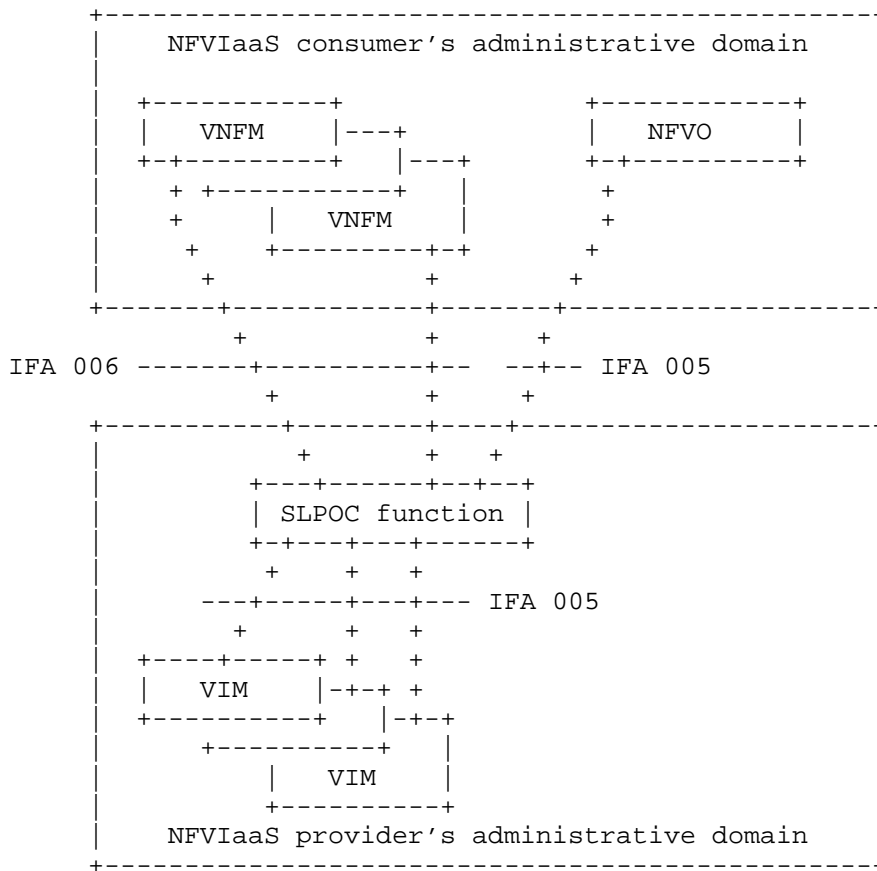 NFVIaaS consumer's administrative domain
VNFM
NFVO
VNFM
IFA 006
IFA 005
SLPOC function
IFA 005
VIM
VIM
NFVIaaS provider's administrative domain